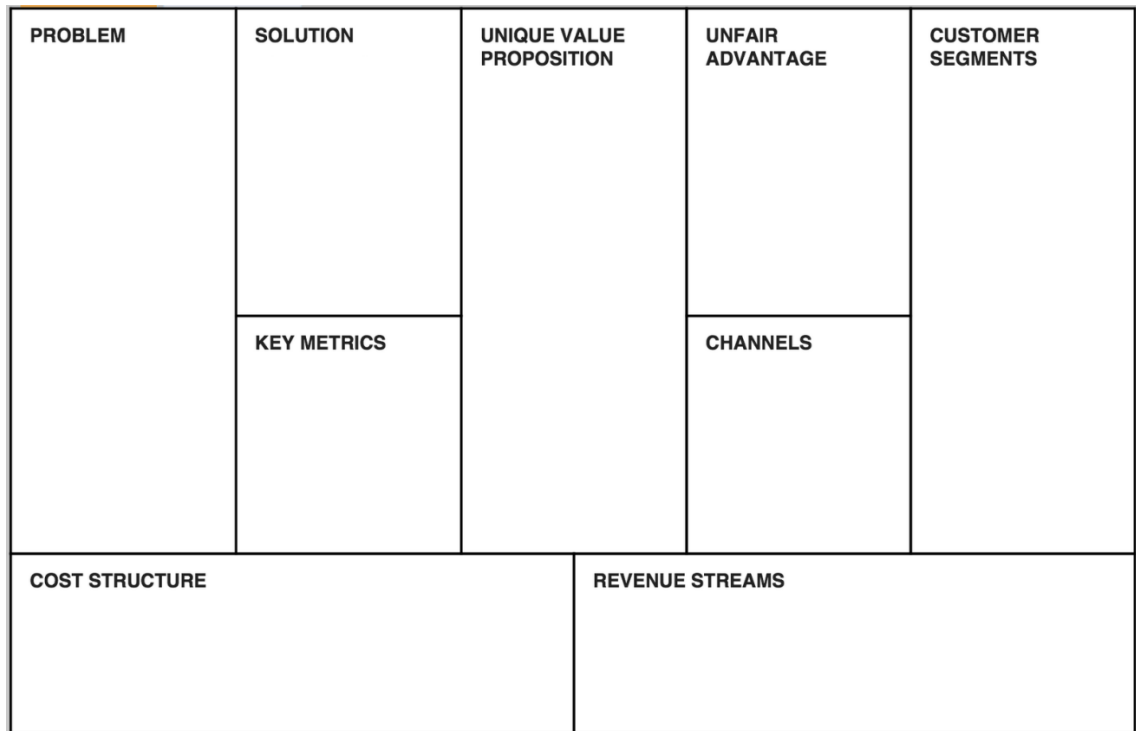 PROBLEM
SOLUTION
UNIQUE VALUE
PROPOSITION
UNFAIR
ADVANTAGE
CUSTOMER
SEGMENTS
KEY METRICS
CHANNELS
COST STRUCTURE
REVENUE STREAMS